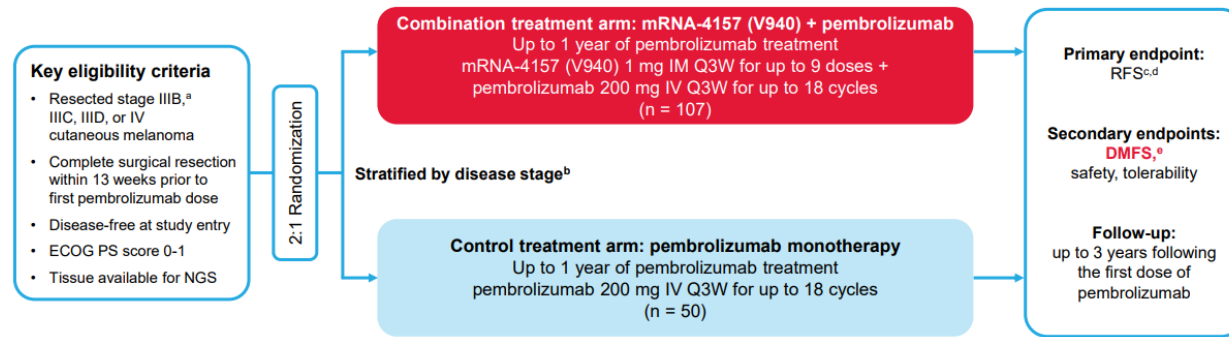 Key eligibility criteria
• Resected stage IIIB,ᵃ
IIIC, IIID, or IV
cutaneous melanoma
• Complete surgical resection
within 13 weeks prior to
first pembrolizumab dose
• Disease-free at study entry
• ECOG PS score 0-1
• Tissue available for NGS
2:1 Randomization
Combination treatment arm: mRNA-4157 (V940) + pembrolizumab
Up to 1 year of pembrolizumab treatment
mRNA-4157 (V940) 1 mg IM Q3W for up to 9 doses +
pembrolizumab 200 mg IV Q3W for up to 18 cycles
(n = 107)
Stratified by disease stageᵇ
Control treatment arm: pembrolizumab monotherapy
Up to 1 year of pembrolizumab treatment
pembrolizumab 200 mg IV Q3W for up to 18 cycles
(n = 50)
Primary endpoint:
RFSᶜ,ᵈ
Secondary endpoints:
DMFS,ᵉ
safety, tolerability
Follow-up:
up to 3 years following
the first dose of
pembrolizumab